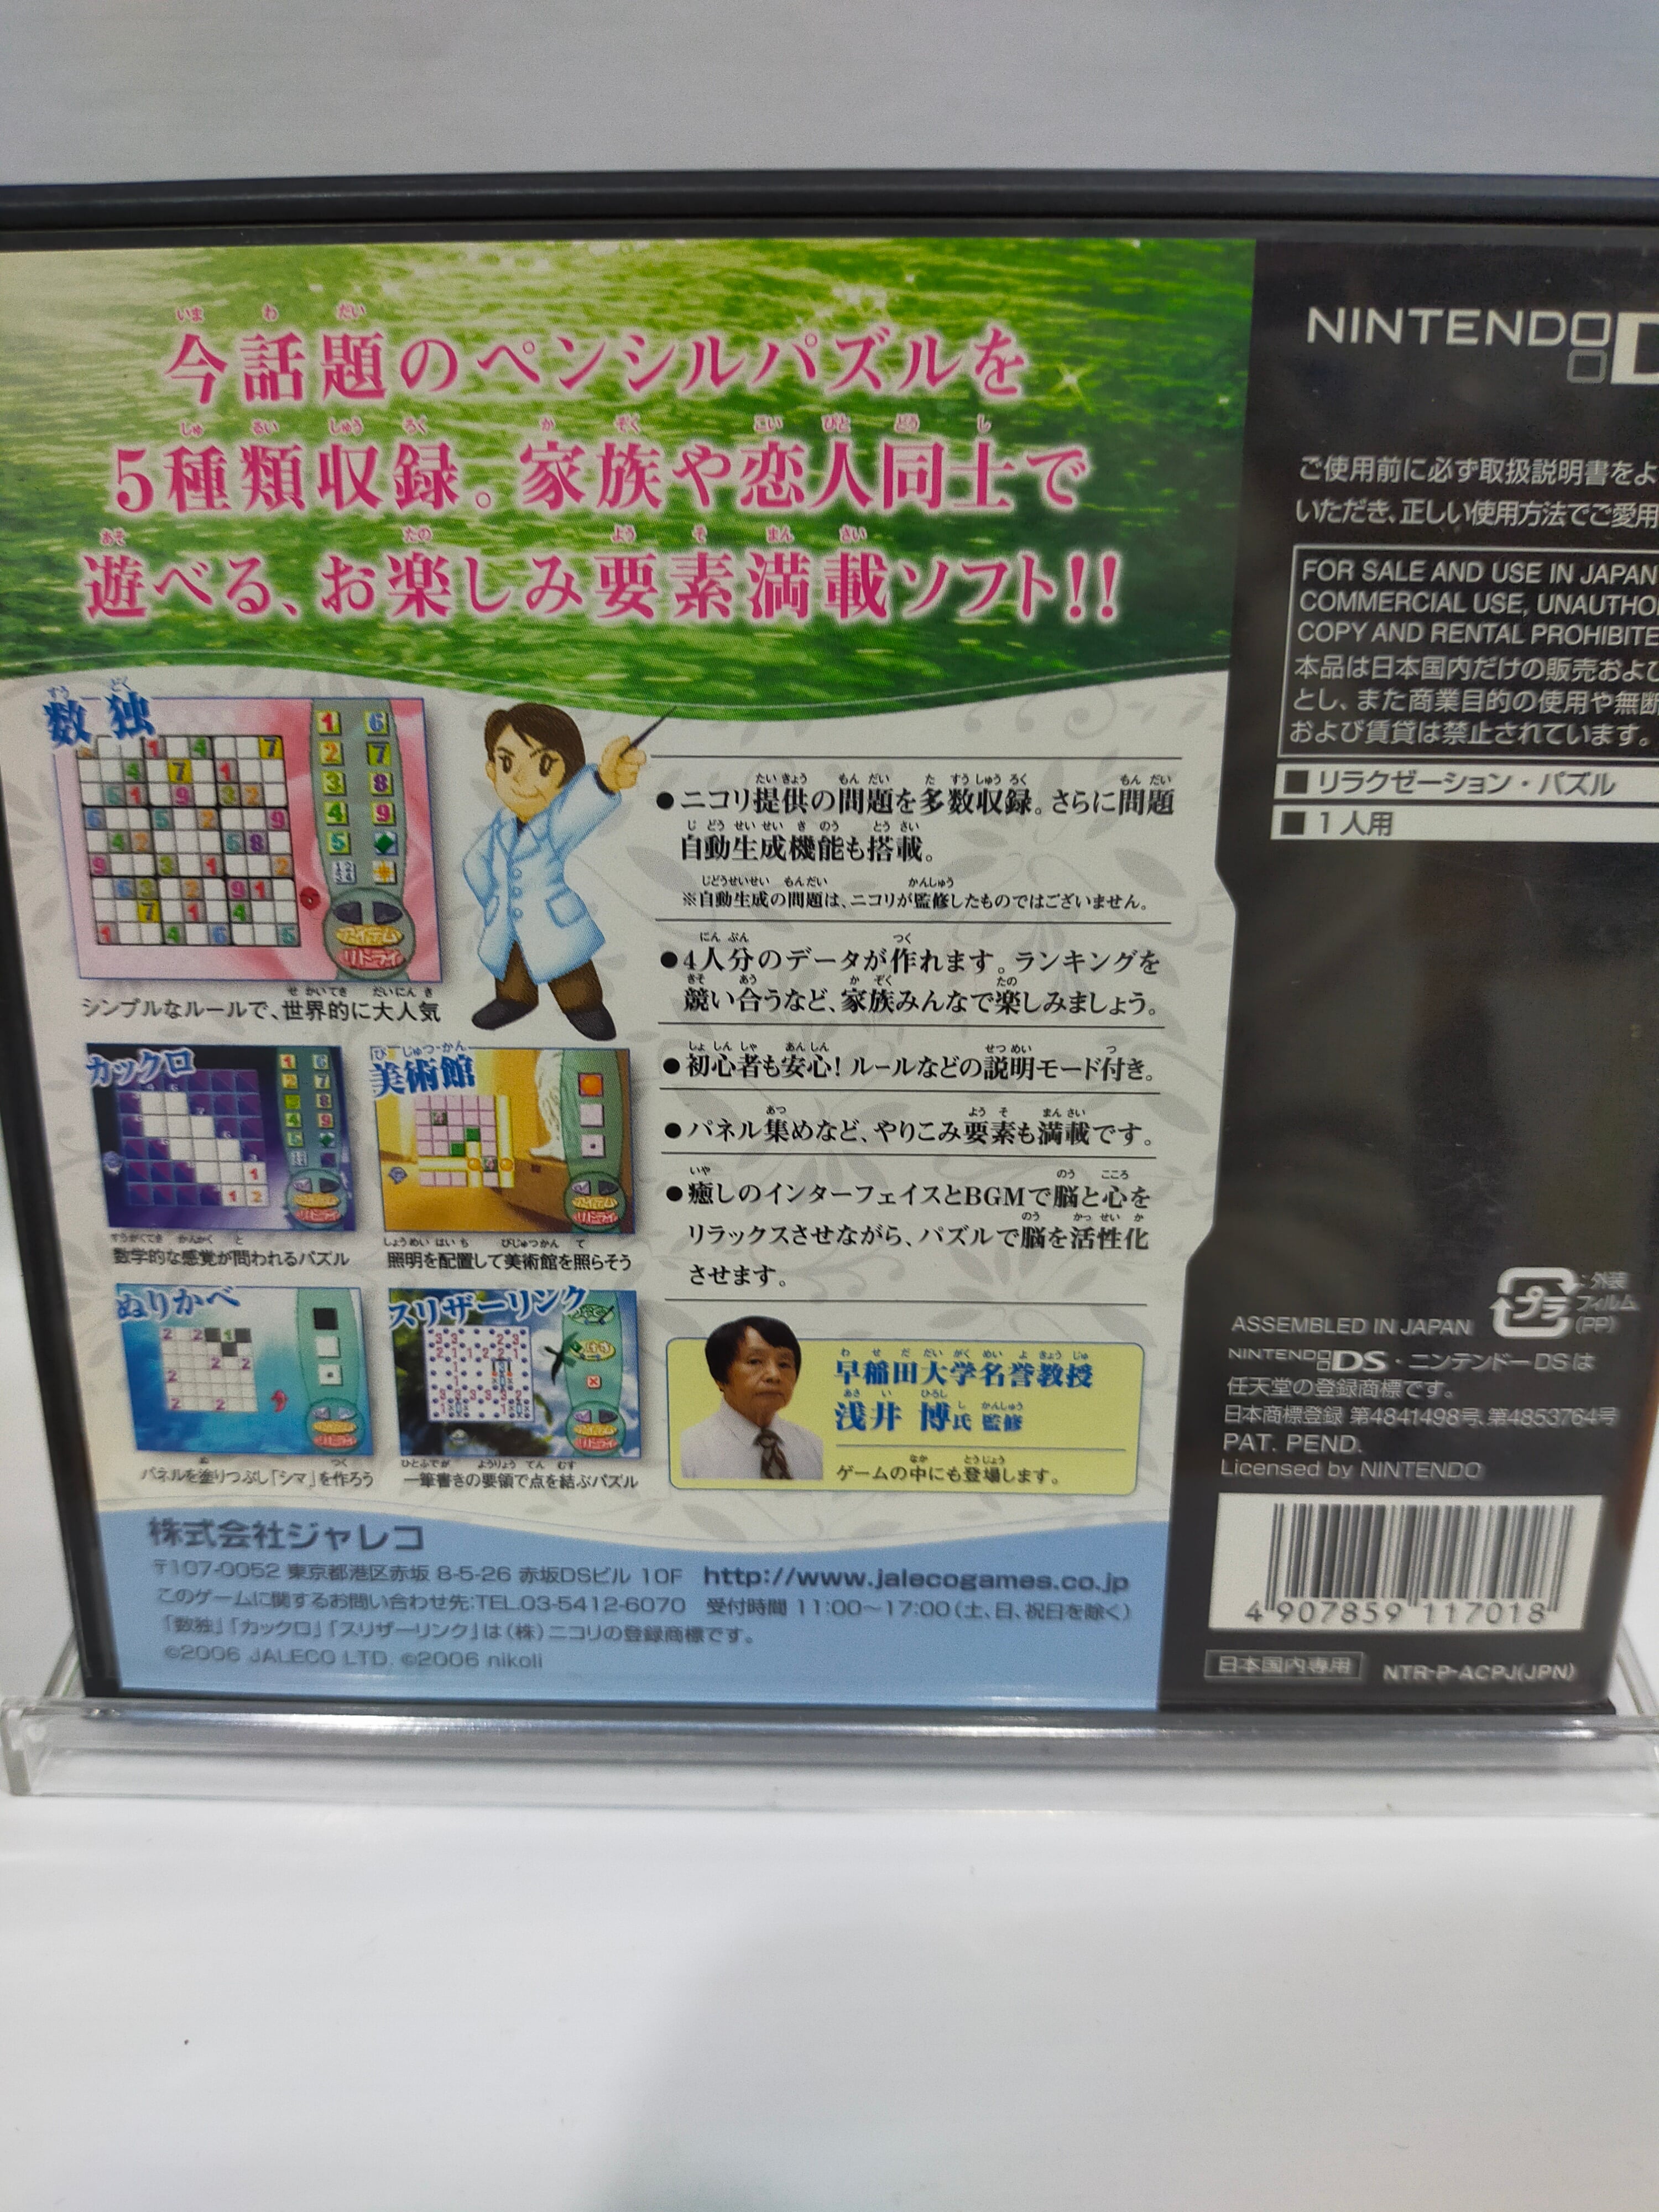 今話題のペンシルパズルを
5種類収録。家族や恋人同士で
遊べる、お楽しみ要素満載ソフト!!
数独
シンプルなルールで、世界的に大人気
カックロ
数学的な感覚が問われるパズル
美術館
照明を配置して美術館を照らそう
ぬりかべ
パネルを塗りつぶし「シマ」を作ろう
スリザーリンク
一筆書きの要領で点を結ぶパズル
アイテム
リトライ
●ニコリ提供の問題を多数収録。さらに問題
自動生成機能も搭載。
※自動生成の問題は、ニコリが監修したものではございません。
●4人分のデータが作れます。ランキングを
競い合うなど、家族みんなで楽しみましょう。
●初心者も安心! ルールなどの説明モード付き。
●パネル集めなど、やりこみ要素も満載です。
●癒しのインターフェイスとBGMで脳と心を
リラックスさせながら、パズルで脳を活性化
させます。
早稲田大学名誉教授
浅井 博氏 監修
ゲームの中にも登場します。
株式会社ジャレコ
〒107-0052 東京都港区赤坂 8-5-26 赤坂DSビル 10F http://www.jalecogames.co.jp
このゲームに関するお問い合わせ先:TEL.03-5412-6070 受付時間 11:00～17:00(土、日、祝日を除く)
「数独」「カックロ」「スリザーリンク」は(株)ニコリの登録商標です。
©2006 JALECO LTD. ©2006 nikoli
NINTENDO D
ご使用前に必ず取扱説明書をよ
いただき、正しい使用方法でご愛用
FOR SALE AND USE IN JAPAN
COMMERCIAL USE, UNAUTHO
COPY AND RENTAL PROHIBITE
本品は日本国内だけの販売およ
とし、また商業目的の使用や無断
および賃貸は禁止されています。
■リラクゼーション・パズル
■1人用
プラ
:外装
フィルム
(PP)
ASSEMBLED IN JAPAN
NINTENDO DS・ニンテンドーDSは
任天堂の登録商標です。
日本商標登録 第4841498号、第4853764号
PAT. PEND.
Licensed by NINTENDO
4 907859 117018
日本国内専用 NTR-P-ACPJ(JPN)